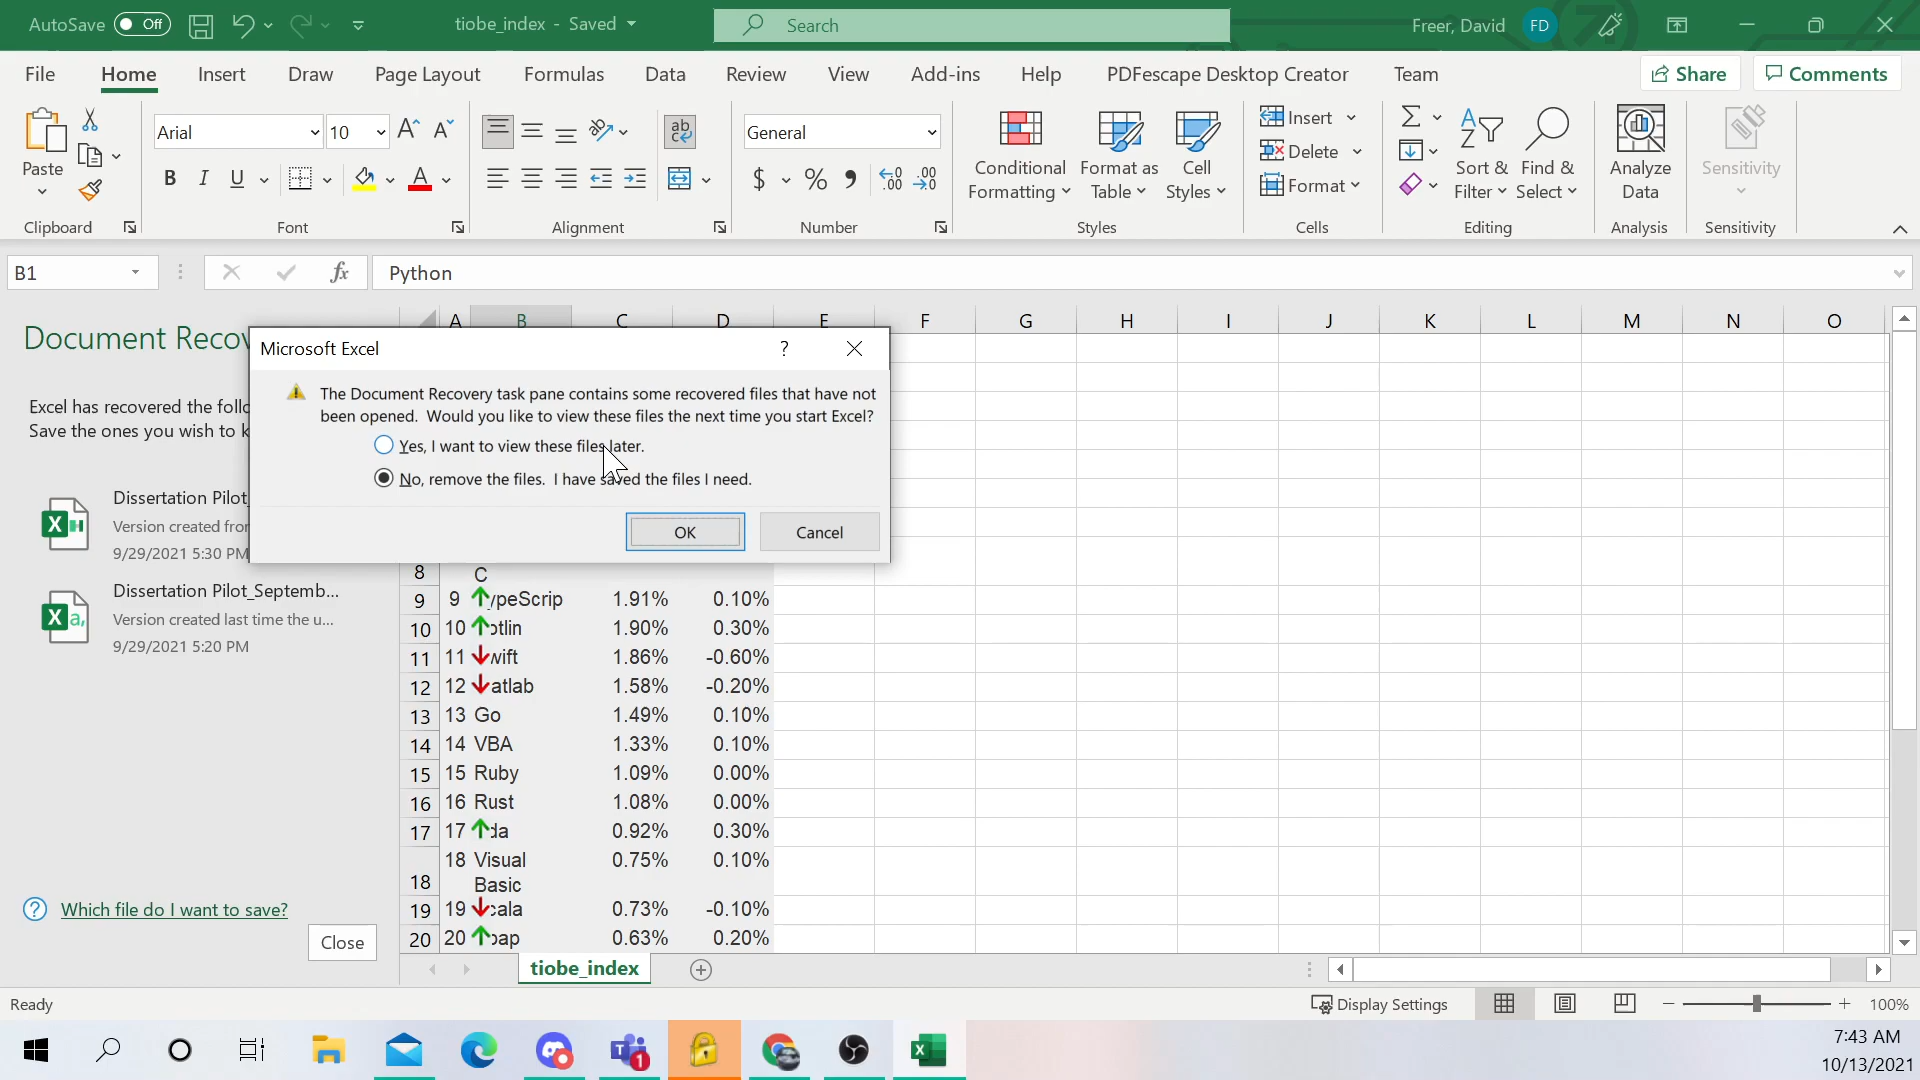 AutoSave Off tiobe_index - Saved Search Freer, David FD
File Home Insert Draw Page Layout Formulas Data Review View Add-ins Help PDFescape Desktop Creator Team Share Comments
Paste Arial 10 General Conditional Formatting Format as Table Cell Styles Insert Delete Format Sort & Filter Find & Select Analyze Data Sensitivity
B I U $ % 9
Clipboard Font Alignment Number Styles Cells Editing Analysis Sensitivity
B1 fx Python
A B C D E F G H I J K L M N O
Document Recov
Excel has recovered the follo
Save the ones you wish to k
Dissertation Pilot
Version created fron
9/29/2021 5:30 PM
Dissertation Pilot_Septemb...
Version created last time the u...
9/29/2021 5:20 PM
Which file do I want to save?
Close
Microsoft Excel ?
The Document Recovery task pane contains some recovered files that have not
been opened. Would you like to view these files the next time you start Excel?
Yes, I want to view these files later.
No, remove the files. I have saved the files I need.
OK Cancel
8 C
9 9 ypeScrip 1.91% 0.10%
10 10 otlin 1.90% 0.30%
11 11 wift 1.86% -0.60%
12 12 atlab 1.58% -0.20%
13 13 Go 1.49% 0.10%
14 14 VBA 1.33% 0.10%
15 15 Ruby 1.09% 0.00%
16 16 Rust 1.08% 0.00%
17 17 da 0.92% 0.30%
18 Visual 0.75% 0.10%
18 Basic
19 19 cala 0.73% -0.10%
20 20 bap 0.63% 0.20%
tiobe_index
Ready Display Settings 100%
1
7:43 AM
10/13/2021